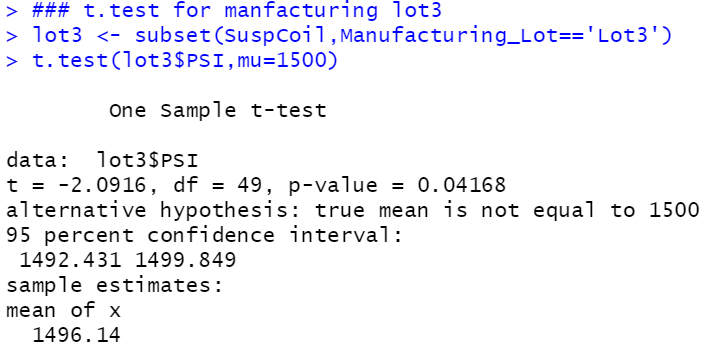 > ### t.test for manfacturing lot3
> lot3 <- subset(SuspCoil,Manufacturing_Lot=='Lot3')
> t.test(lot3$PSI,mu=1500)
One Sample t-test
data:  lot3$PSI
t = -2.0916, df = 49, p-value = 0.04168
alternative hypothesis: true mean is not equal to 1500
95 percent confidence interval:
 1492.431 1499.849
sample estimates:
mean of x
  1496.14